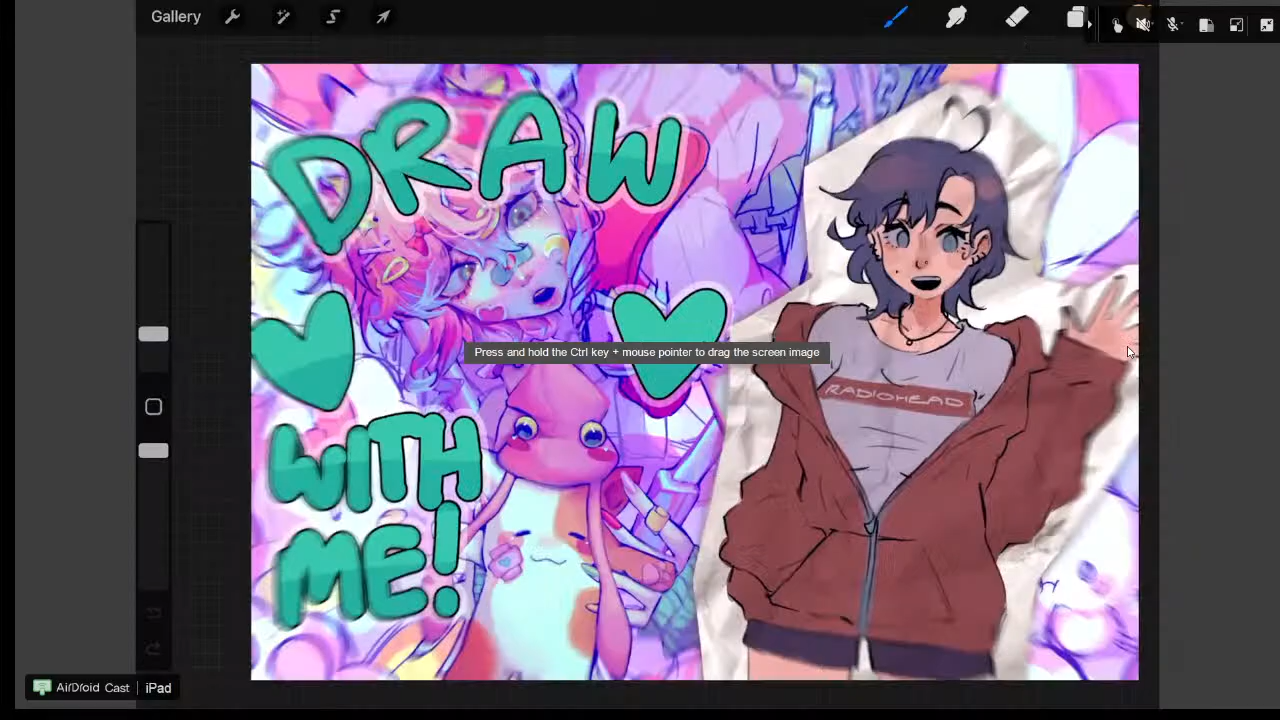 Gallery
DRAW
WITH
ME!
RADIOHEAD
Press and hold the Ctrl key + mouse pointer to drag the screen image
AirDroid Cast | iPad